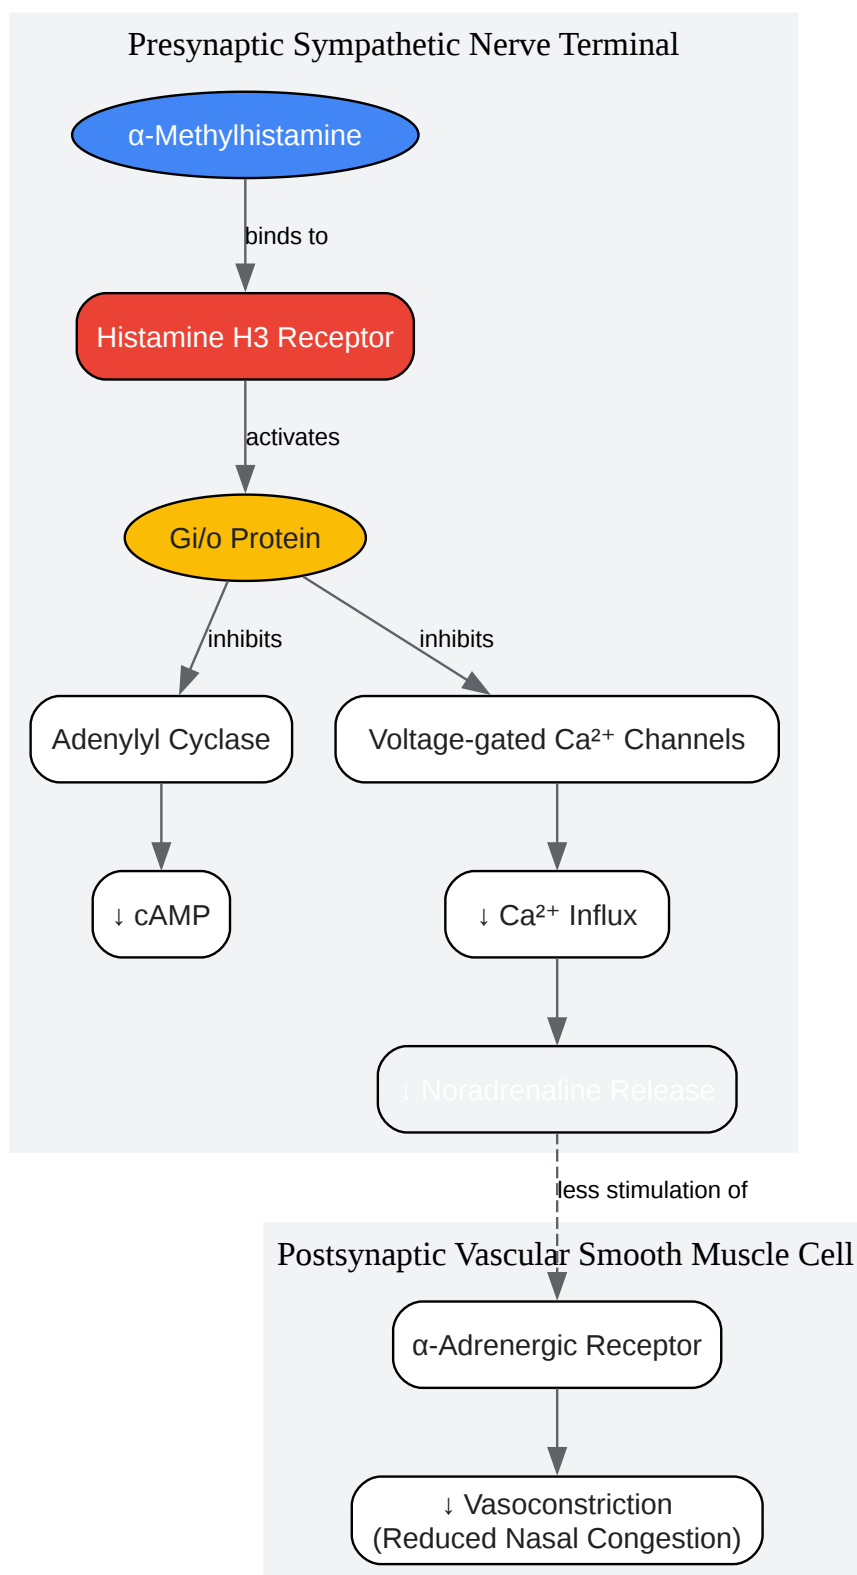 Presynaptic Sympathetic Nerve Terminal
α-Methylhistamine
binds to
Histamine H3 Receptor
activates
Gi/o Protein
inhibits
inhibits
Adenylyl Cyclase
Voltage-gated Ca²⁺ Channels
↓ cAMP
↓ Ca²⁺ Influx
↓ Noradrenaline Release
less stimulation of
Postsynaptic Vascular Smooth Muscle Cell
α-Adrenergic Receptor
↓ Vasoconstriction
(Reduced Nasal Congestion)